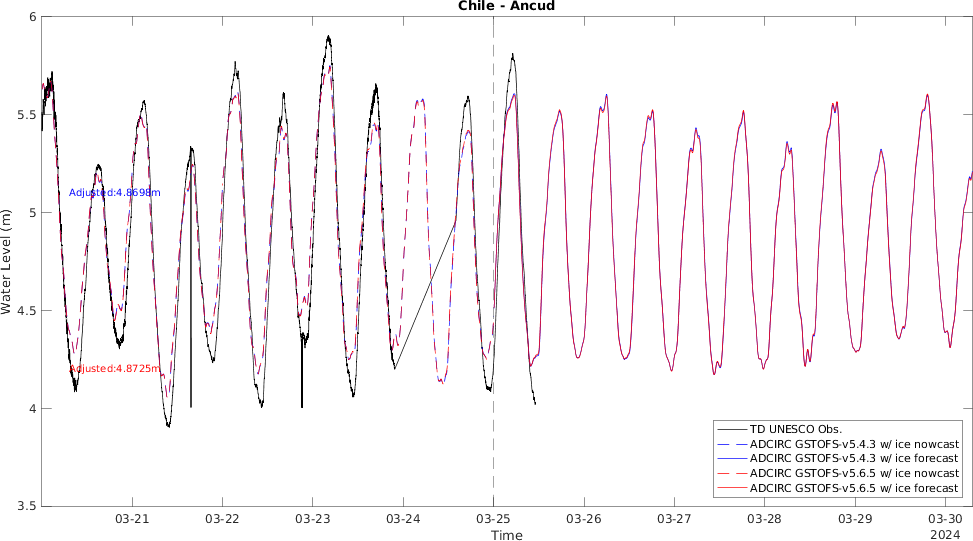 Chile - Ancud
6
5.5
5
4.5
4
3.5
Water Level (m)
Adjusted:4.8698m
Adjusted:4.8725m
TD UNESCO Obs.
ADCIRC GSTOFS-v5.4.3 w/ ice nowcast
ADCIRC GSTOFS-v5.4.3 w/ ice forecast
ADCIRC GSTOFS-v5.6.5 w/ ice nowcast
ADCIRC GSTOFS-v5.6.5 w/ ice forecast
03-21 03-22 03-23 03-24 03-25 03-26 03-27 03-28 03-29 03-30
Time
2024